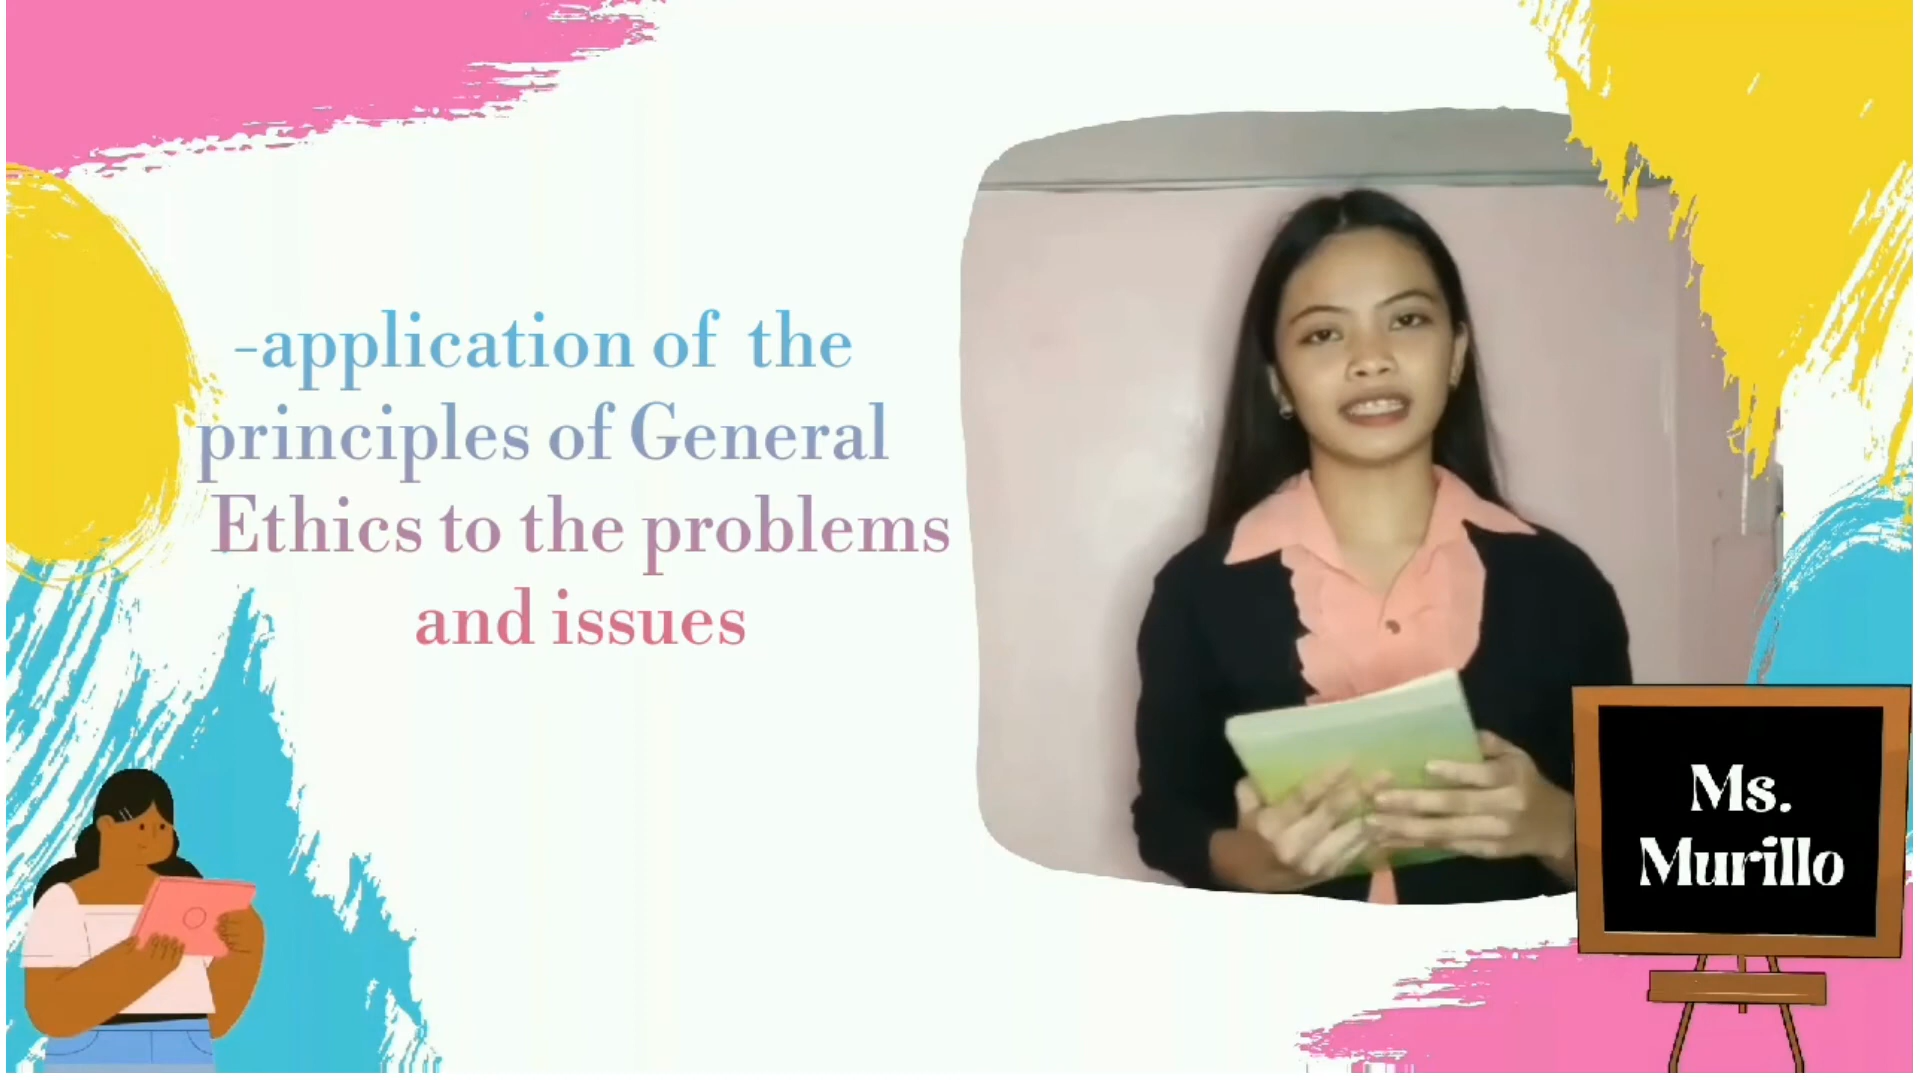 -application of the
principles of General
Ethics to the problems
and issues
Ms.
Murillo